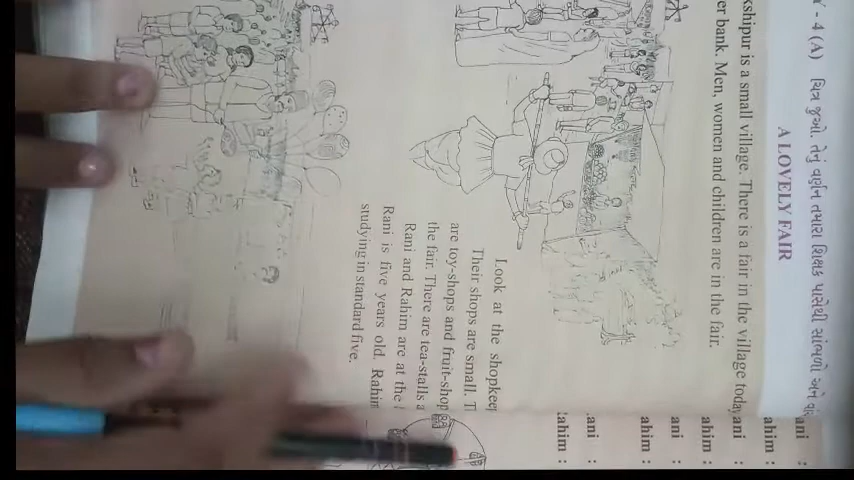 - 4 (A) ચિત્ર જુઓ. તેનું વર્ણન તમારા શિક્ષક પાસેથી સાંભળો અને
A LOVELY FAIR
kshipur is a small village. There is a fair in the village today
er bank. Men, women and children are in the fair.
Look at the shopkee
Their shops are small. T
are toy-shops and fruit-shop
the fair. There are tea-stalls a
Rani and Rahim are at the
Rani is five years old. Rahim
studying in standard five.
ani :
ahim :
ani :
ahim :
ani :
ahim :
ani :
ahim :